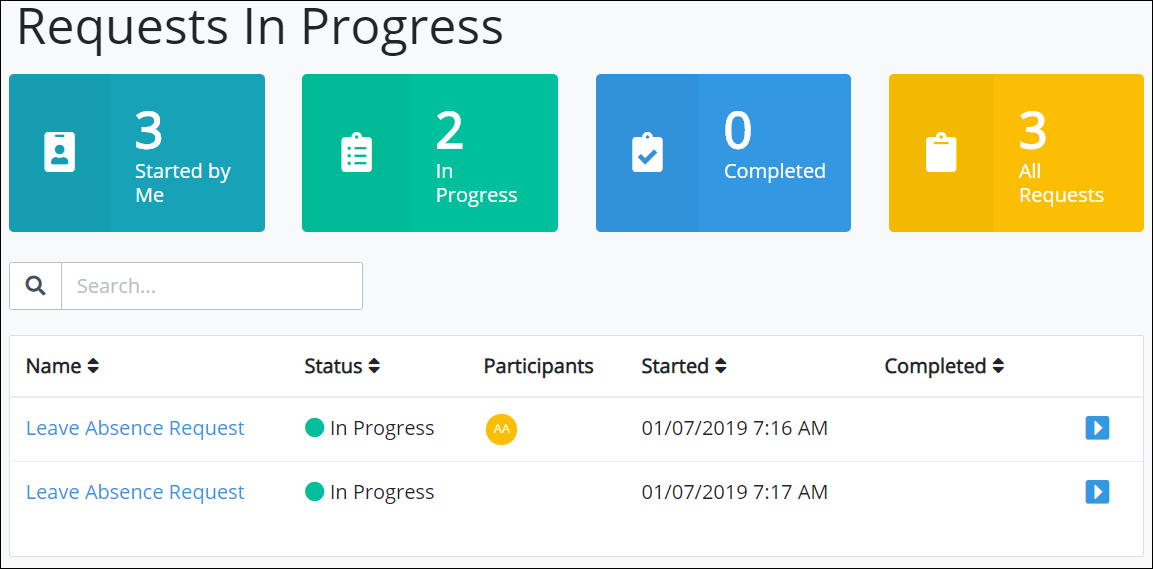 Requests In Progress
3
Started by
Me
2
In
Progress
0
Completed
3
All
Requests
Search...
Name Status Participants Started Completed
Leave Absence Request In Progress AA 01/07/2019 7:16 AM
Leave Absence Request In Progress 01/07/2019 7:17 AM